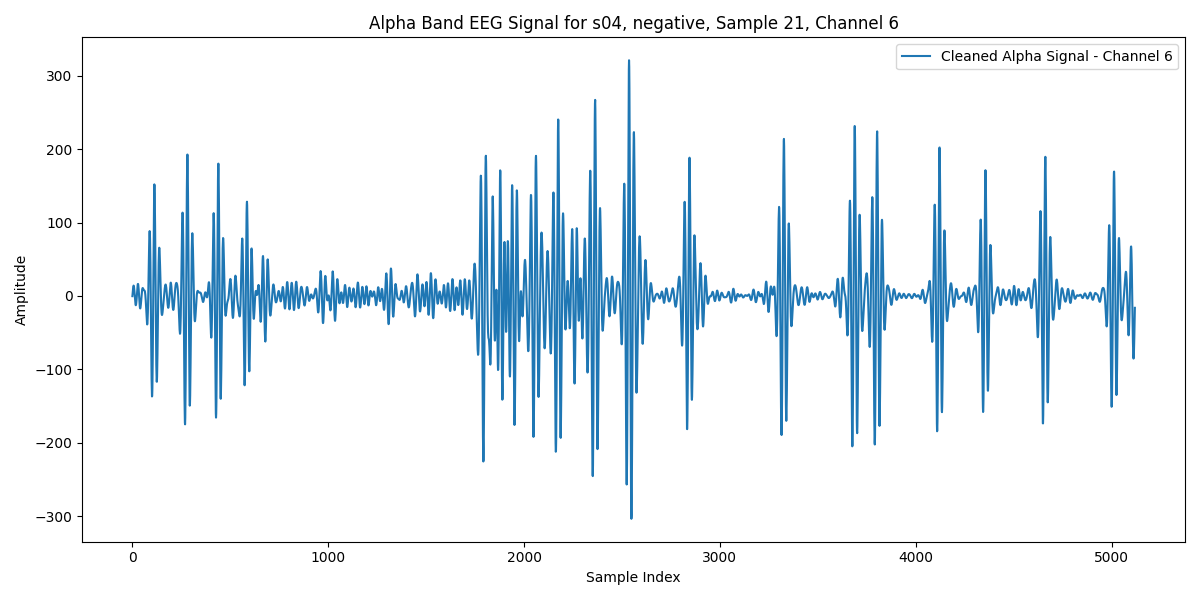 Alpha Band EEG Signal for s04, negative, Sample 21, Channel 6
Cleaned Alpha Signal - Channel 6
Amplitude
300
200
100
0
−100
−200
−300
0 1000 2000 3000 4000 5000
Sample Index